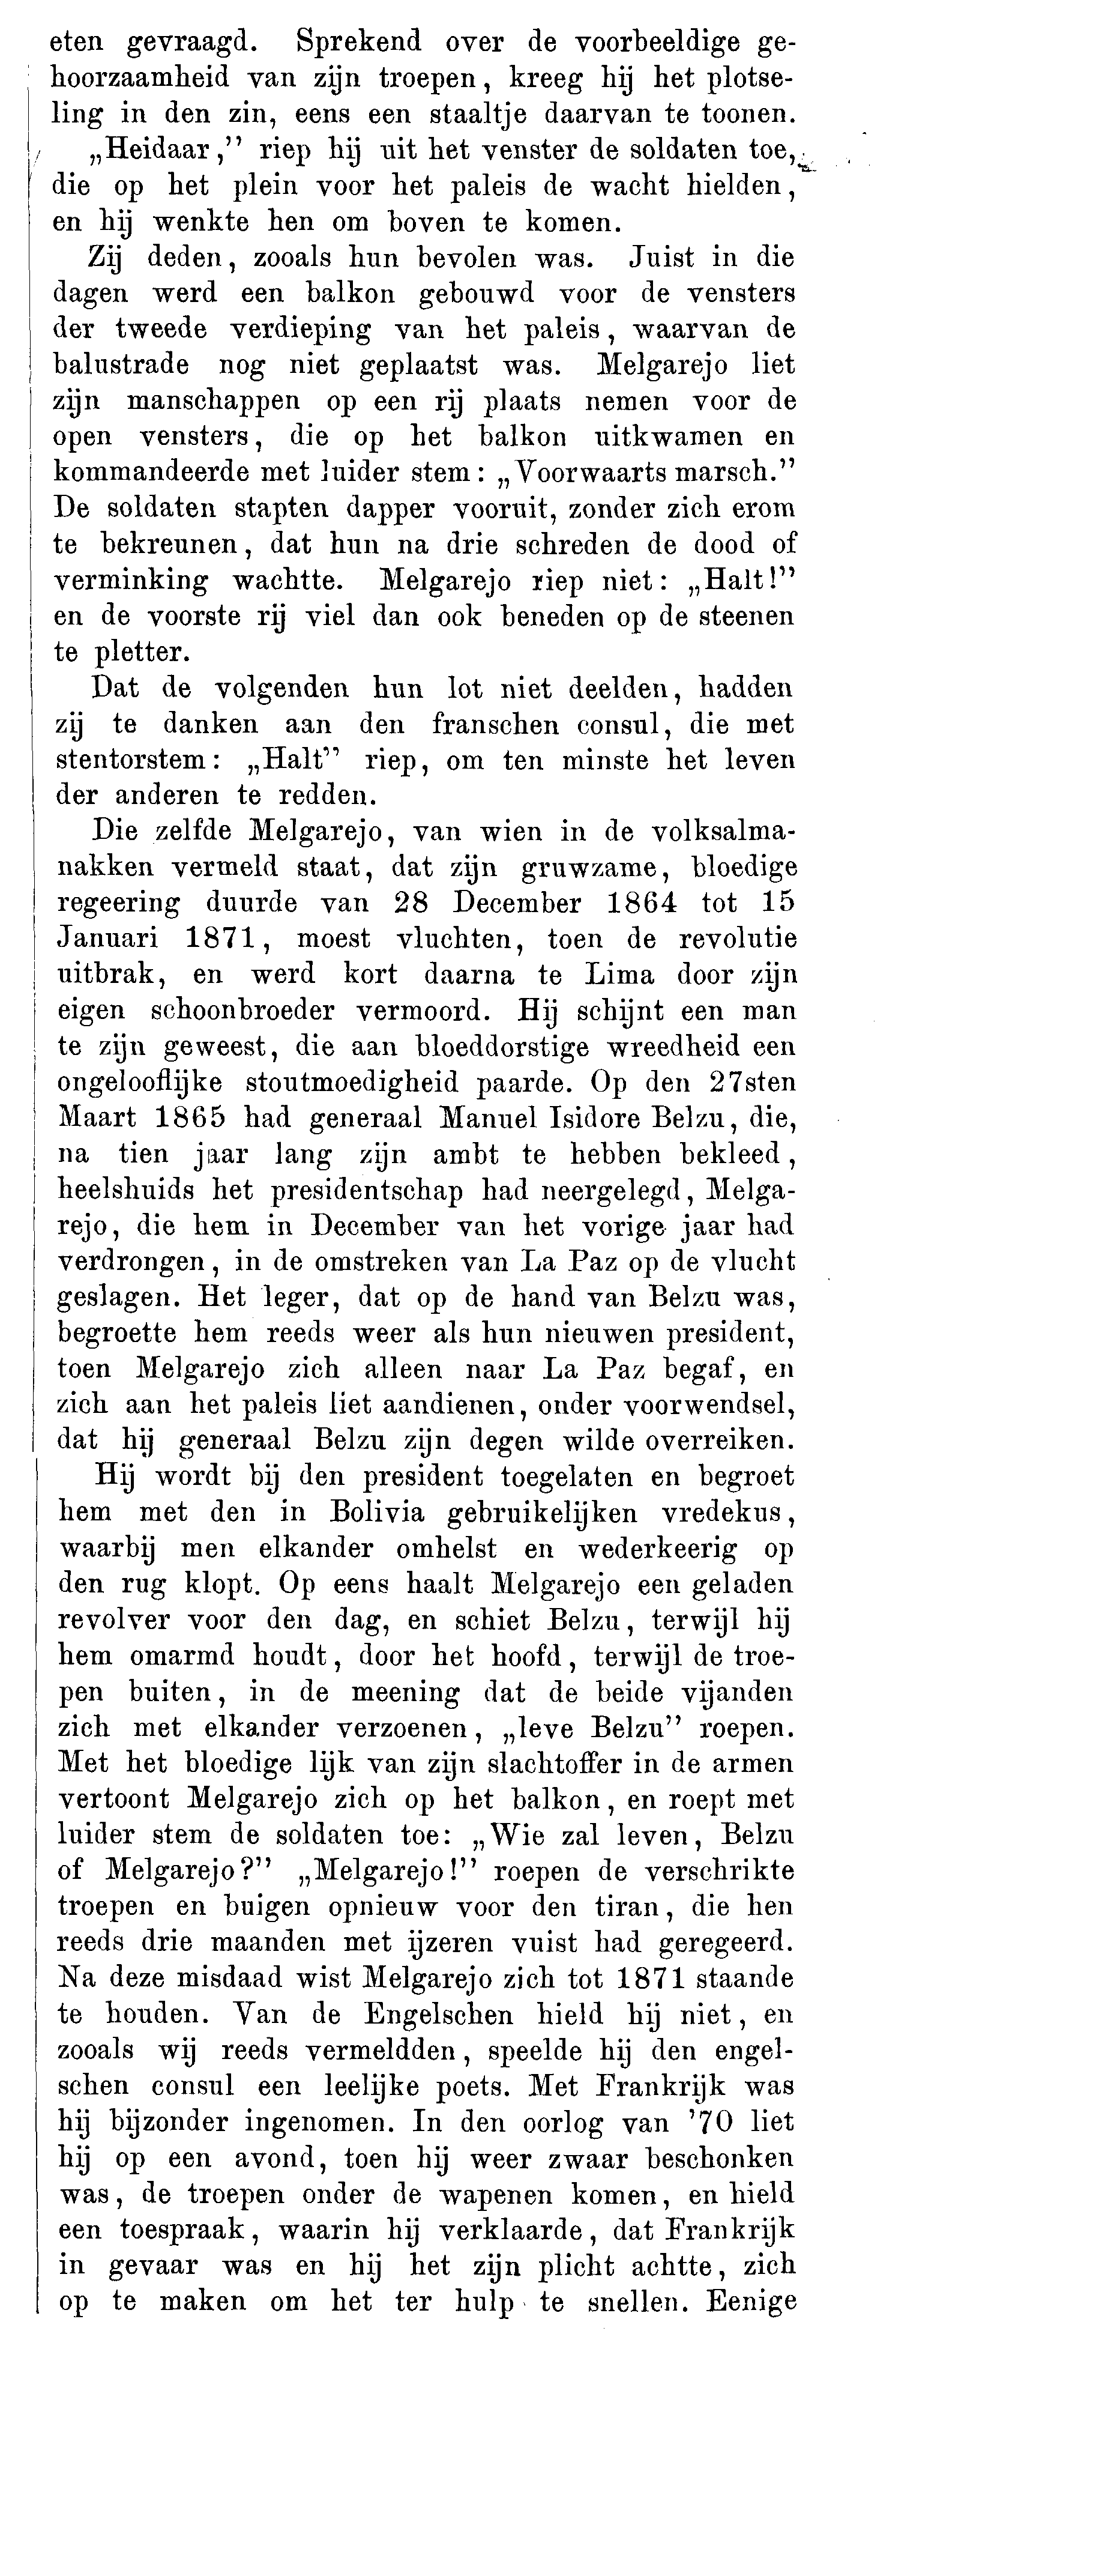 eten gevraagd. Sprekend over de voorbeeldige ge-
hoorzaamheid van zijn troepen, kreeg hij het plotse-
ling in den zin, eens een staaltje daarvan te toonen.
„Heidaar,” riep hij uit het venster de soldaten toe,
die op het plein voor het paleis de wacht hielden,
en hij wenkte hen om boven te komen.
Zij deden, zooals hun bevolen was. Juist in die
dagen werd een balkon gebouwd voor de vensters
der tweede verdieping van het paleis, waarvan de
balustrade nog niet geplaatst was. Melgarejo liet
zijn manschappen op een rij plaats nemen voor de
open vensters, die op het balkon uitkwamen en
kommandeerde met luider stem: „Voorwaarts marsch.”
De soldaten stapten dapper vooruit, zonder zich erom
te bekreunen, dat hun na drie schreden de dood of
verminking wachtte. Melgarejo riep niet: „Halt!”
en de voorste rij viel dan ook beneden op de steenen
te pletter.
Dat de volgenden hun lot niet deelden, hadden
zij te danken aan den franschen consul, die met
stentorstem: „Halt” riep, om ten minste het leven
der anderen te redden.
Die zelfde Melgarejo, van wien in de volksalma-
nakken vermeld staat, dat zijn gruwzame, bloedige
regeering duurde van 28 December 1864 tot 15
Januari 1871, moest vluchten, toen de revolutie
uitbrak, en werd kort daarna te Lima door zijn
eigen schoonbroeder vermoord. Hij schijnt een man
te zijn geweest, die aan bloeddorstige wreedheid een
ongelooflijke stoutmoedigheid paarde. Op den 27sten
Maart 1865 had generaal Manuel Isidore Belzu, die,
na tien jaar lang zijn ambt te hebben bekleed,
heelshuids het presidentschap had neergelegd, Melga-
rejo, die hem in December van het vorige jaar had
verdrongen, in de omstreken van La Paz op de vlucht
geslagen. Het leger, dat op de hand van Belzu was,
begroette hem reeds weer als hun nieuwen president,
toen Melgarejo zich alleen naar La Paz begaf, en
zich aan het paleis liet aandienen, onder voorwendsel,
dat hij generaal Belzu zijn degen wilde overreiken.
Hij wordt bij den president toegelaten en begroet
hem met den in Bolivia gebruikelijken vredekus,
waarbij men elkander omhelst en wederkeerig op
den rug klopt. Op eens haalt Melgarejo een geladen
revolver voor den dag, en schiet Belzu, terwijl hij
hem omarmd houdt, door het hoofd, terwijl de troe-
pen buiten, in de meening dat de beide vijanden
zich met elkander verzoenen, „leve Belzu” roepen.
Met het bloedige lijk van zijn slachtoffer in de armen
vertoont Melgarejo zich op het balkon, en roept met
luider stem de soldaten toe: „Wie zal leven, Belzu
of Melgarejo?” „Melgarejo!” roepen de verschrikte
troepen en buigen opnieuw voor den tiran, die hen
reeds drie maanden met ijzeren vuist had geregeerd.
Na deze misdaad wist Melgarejo zich tot 1871 staande
te houden. Van de Engelschen hield hij niet, en
zooals wij reeds vermeldden, speelde hij den engel-
schen consul een leelijke poets. Met Frankrijk was
hij bijzonder ingenomen. In den oorlog van ’70 liet
hij op een avond, toen hij weer zwaar beschonken
was, de troepen onder de wapenen komen, en hield
een toespraak, waarin hij verklaarde, dat Frankrijk
in gevaar was en hij het zijn plicht achtte, zich
op te maken om het ter hulp te snellen. Eenige